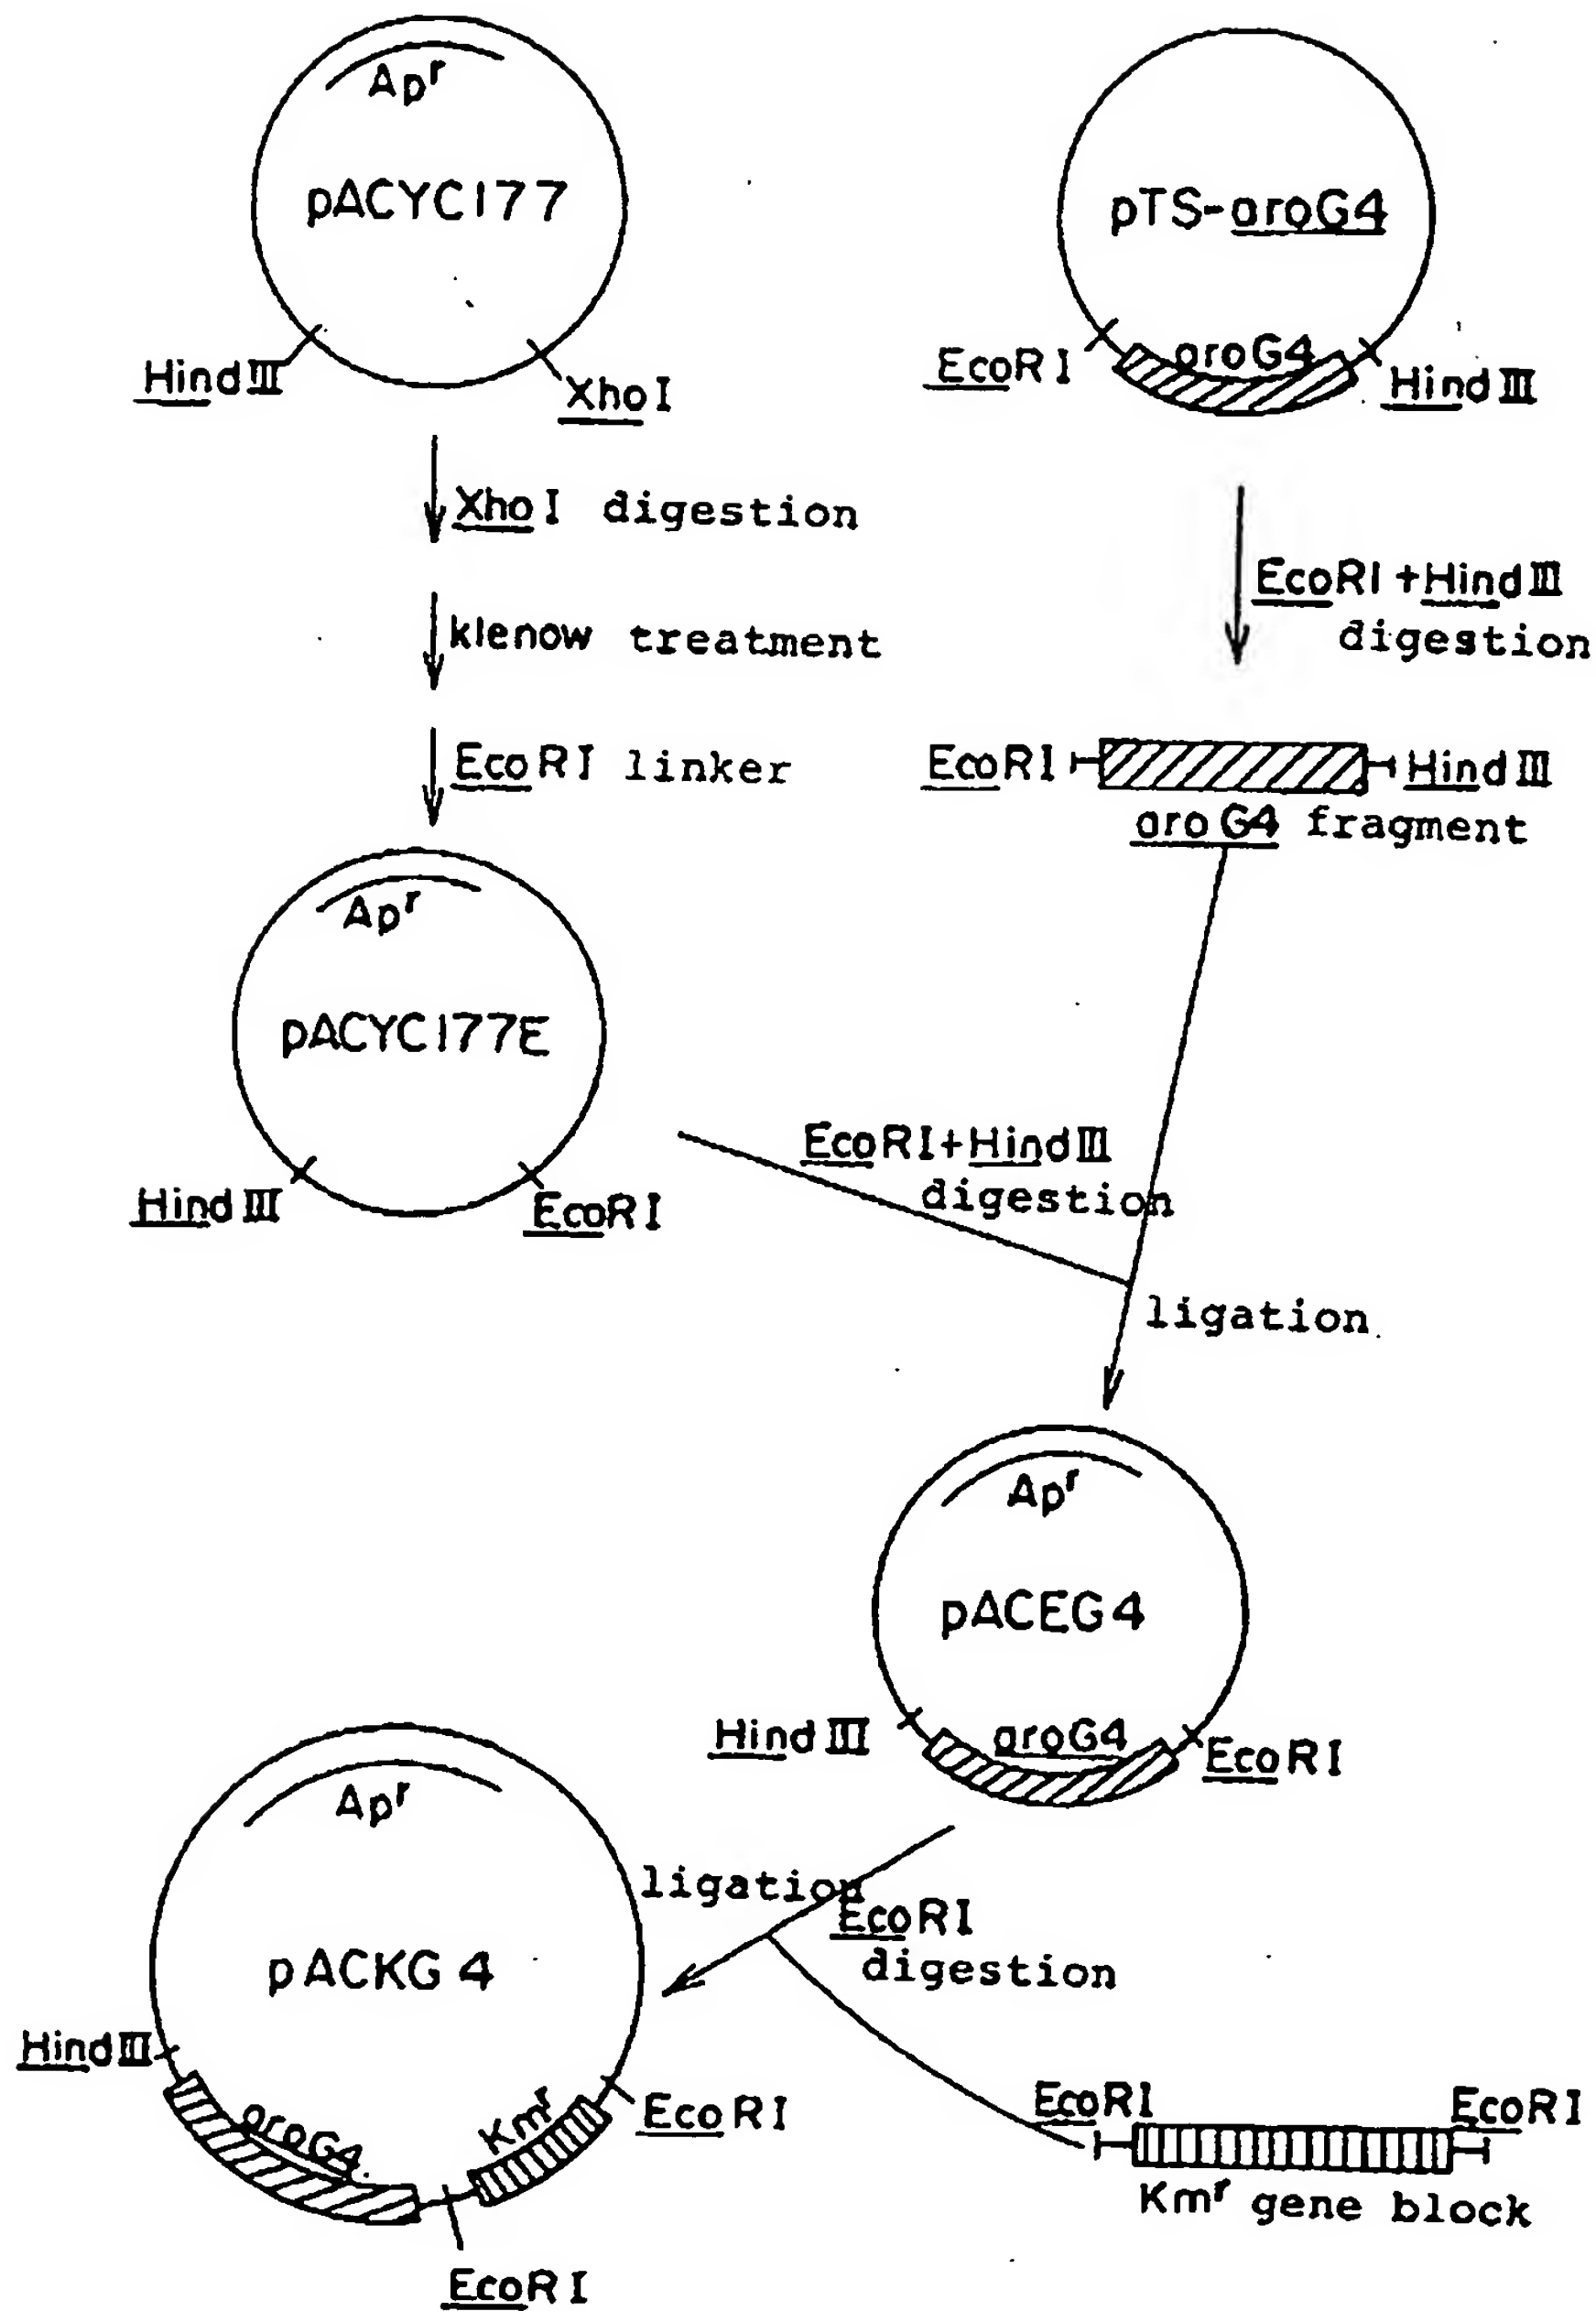 Apr
pACYC177
HindIII
XhoI
pTS-aroG4
EcoRI
aroG4
HindIII
XhoI digestion
klenow treatment
EcoRI linker
EcoRI+HindIII
digestion
EcoRI
HindIII
aroG4 fragment
Apr
pACYC177E
HindIII
EcoRI
EcoRI+HindIII
digestion
ligation
Apr
pACEG4
HindIII
aroG4
EcoRI
ligation
EcoRI
digestion
Apr
pACKG4
HindIII
aroG4
Kmr
EcoRI
EcoRI
EcoRI
EcoRI
Kmr gene block